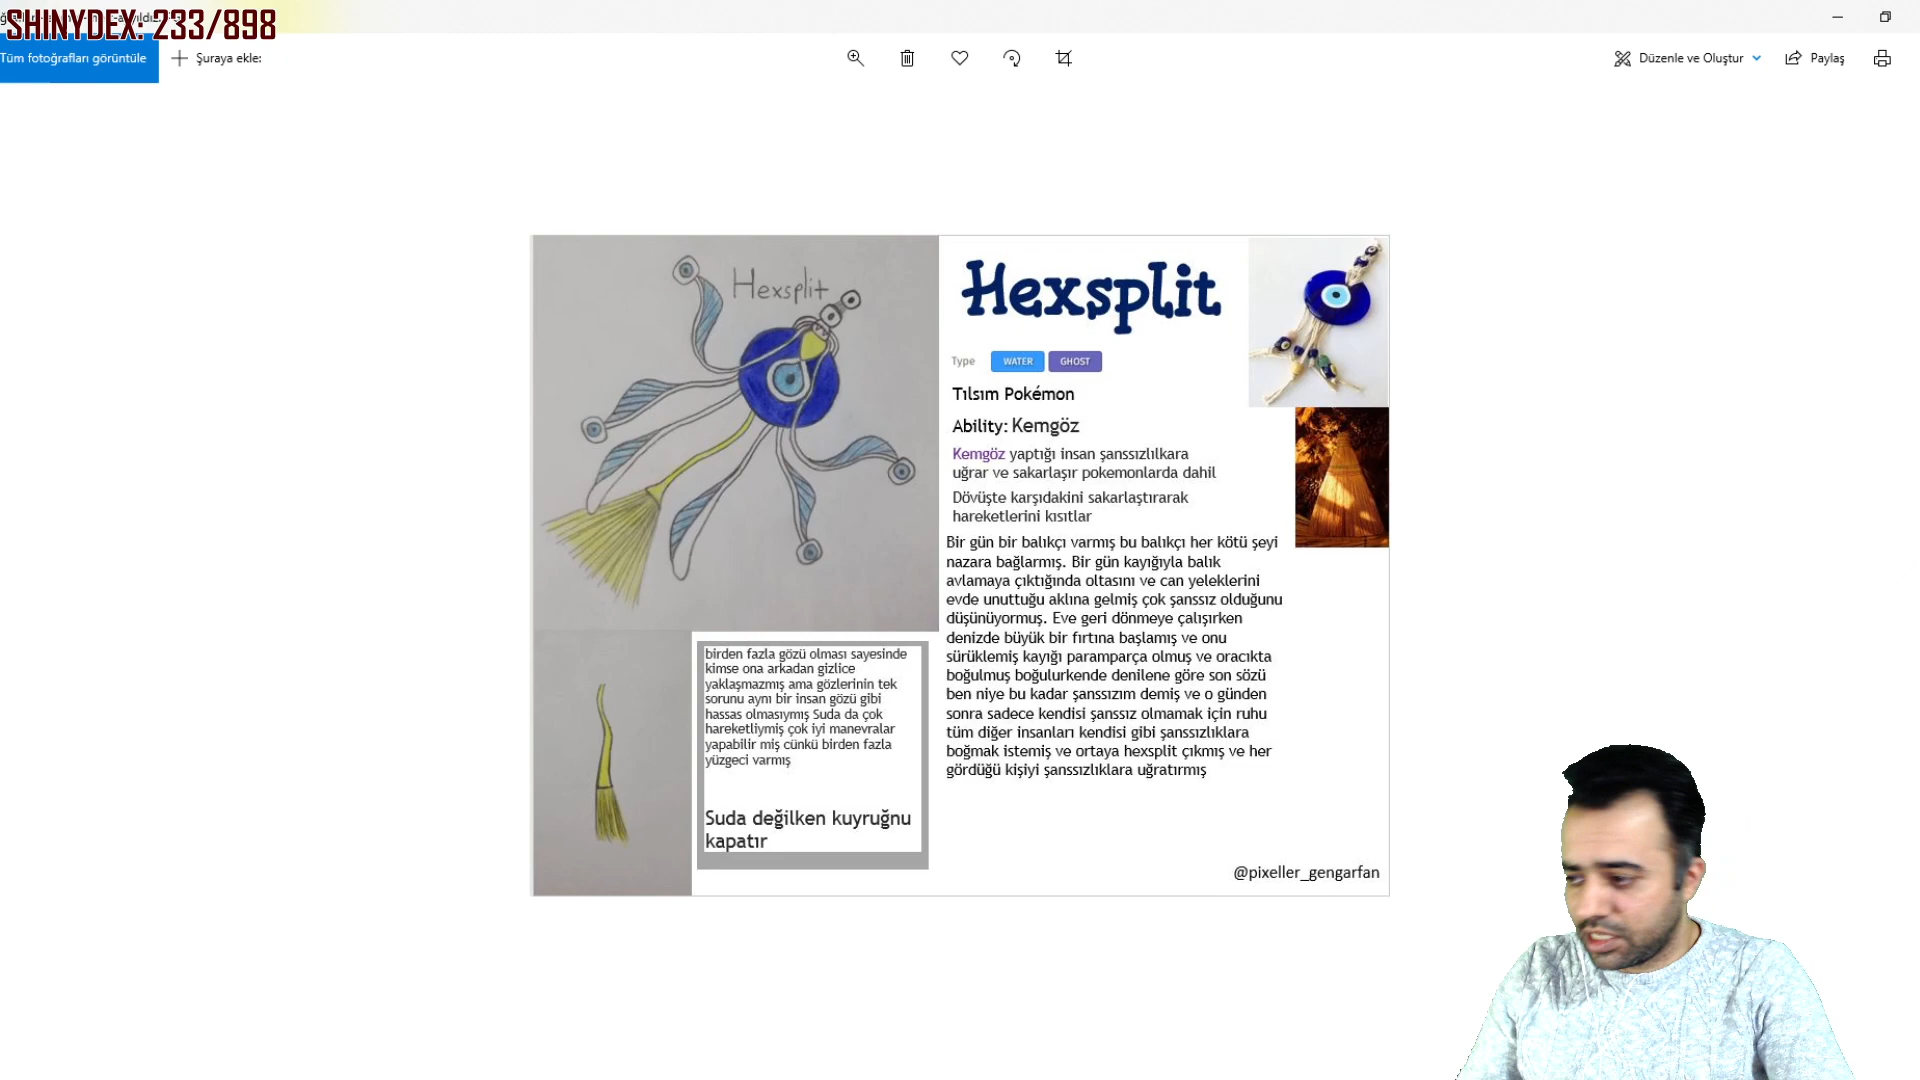 SHINYDEX: 233/898
Tüm fotoğrafları görüntüle
Şuraya ekle:
Düzenle ve Oluştur
Paylaş
Hexsplit
Hexsplit
Type WATER GHOST
Tılsım Pokémon
Ability: Kemgöz
Kemgöz yaptığı insan şanssızlılkara
uğrar ve sakarlaşır pokemonlarda dahil
Dövüşte karşıdakini sakarlaştırarak
hareketlerini kısıtlar
Bir gün bir balıkçı varmış bu balıkçı her kötü şeyi
nazara bağlarmış. Bir gün kayığıyla balık
avlamaya çıktığında oltasını ve can yeleklerini
evde unuttuğu aklına gelmiş çok şanssız olduğunu
düşünüyormuş. Eve geri dönmeye çalışırken
denizde büyük bir fırtına başlamış ve onu
sürüklemiş kayığı paramparça olmuş ve oracıkta
boğulmuş boğulurkende denilene göre son sözü
ben niye bu kadar şanssızım demiş ve o günden
sonra sadece kendisi şanssız olmamak için ruhu
tüm diğer insanları kendisi gibi şanssızlıklara
boğmak istemiş ve ortaya hexsplit çıkmış ve her
gördüğü kişiyi şanssızlıklara uğratırmış
birden fazla gözü olması sayesinde
kimse ona arkadan gizlice
yaklaşmazmış ama gözlerinin tek
sorunu aynı bir insan gözü gibi
hassas olmasıymış Suda da çok
hareketliymiş çok iyi manevralar
yapabilir miş cünkü birden fazla
yüzgeci varmış
Suda değilken kuyruğnu
kapatır
@pixeller_gengarfan